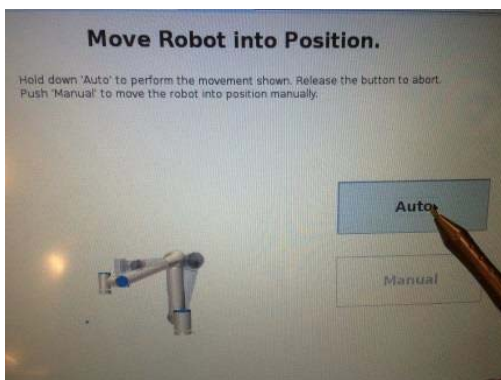 Move Robot into Position.
Hold down 'Auto' to perform the movement shown. Release the button to abort.
Push 'Manual' to move the robot into position manually.
Auto
Manual